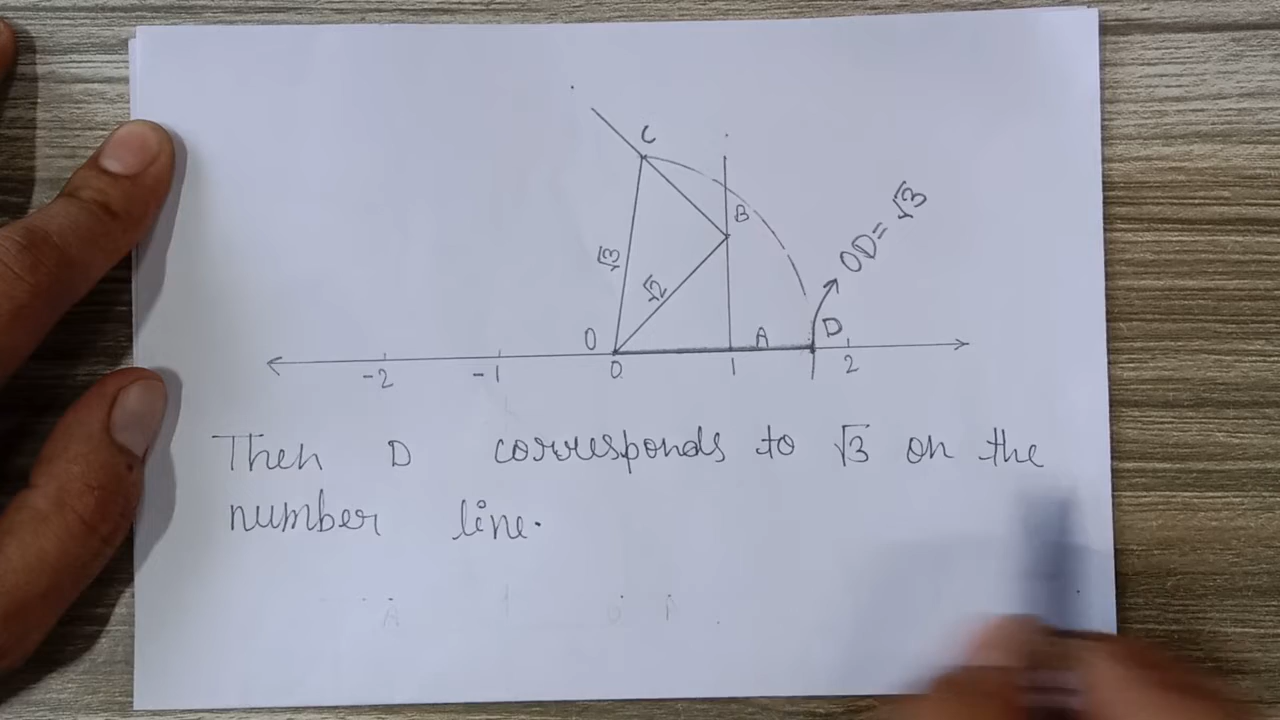 C
B
√3
√2
OD = √3
O
A
D
-2 -1 0 1 2
Then D corresponds to √3 on the
number line.